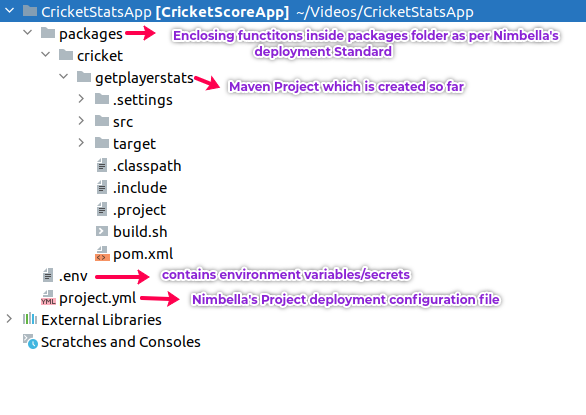 CricketStatsApp [CricketScoreApp] ~/Videos/CricketStatsApp
packages
Enclosing functitons inside packages folder as per Nimbella's
deployment Standard
cricket
getplayerstats
Maven Project which is created so far
.settings
src
target
.classpath
.include
.project
build.sh
pom.xml
.env
contains environment variables/secrets
YML
project.yml
Nimbella's Project deployment configuration file
External Libraries
Scratches and Consoles